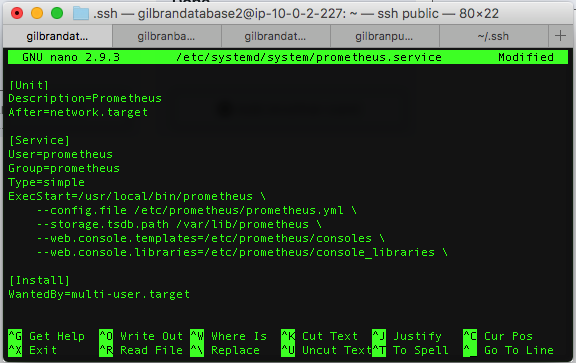 .ssh — gilbrandatabase2@ip-10-0-2-227: ~ — ssh public — 80×22
gilbrandat... gilbranba... gilbrandat... gilbranpu... ~/.ssh +
GNU nano 2.9.3 /etc/systemd/system/prometheus.service Modified
[Unit]
Description=Prometheus
After=network.target
[Service]
User=prometheus
Group=prometheus
Type=simple
ExecStart=/usr/local/bin/prometheus \
--config.file /etc/prometheus/prometheus.yml \
--storage.tsdb.path /var/lib/prometheus \
--web.console.templates=/etc/prometheus/consoles \
--web.console.libraries=/etc/prometheus/console_libraries \
[Install]
WantedBy=multi-user.target
^G Get Help ^O Write Out ^W Where Is ^K Cut Text ^J Justify ^C Cur Pos
^X Exit ^R Read File ^\ Replace ^U Uncut Text ^T To Spell ^_ Go To Line